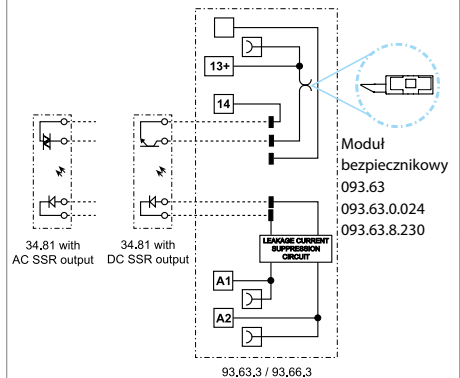 13+
14
Moduł
bezpiecznikowy
093.63
093.63.0.024
093.63.8.230
34.81 with
AC SSR output
34.81 with
DC SSR output
LEAKAGE CURRENT
SUPPRESSION
CIRCUIT
A1
A2
93.63.3 / 93.66.3